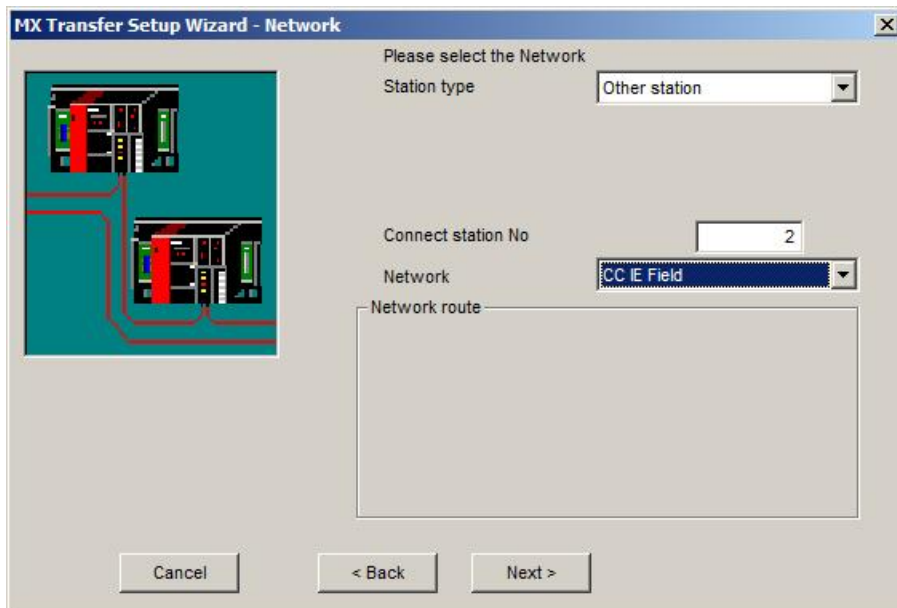 MX Transfer Setup Wizard - Network
Please select the Network
Station type Other station
Connect station No 2
Network CC IE Field
Network route
Cancel < Back Next >